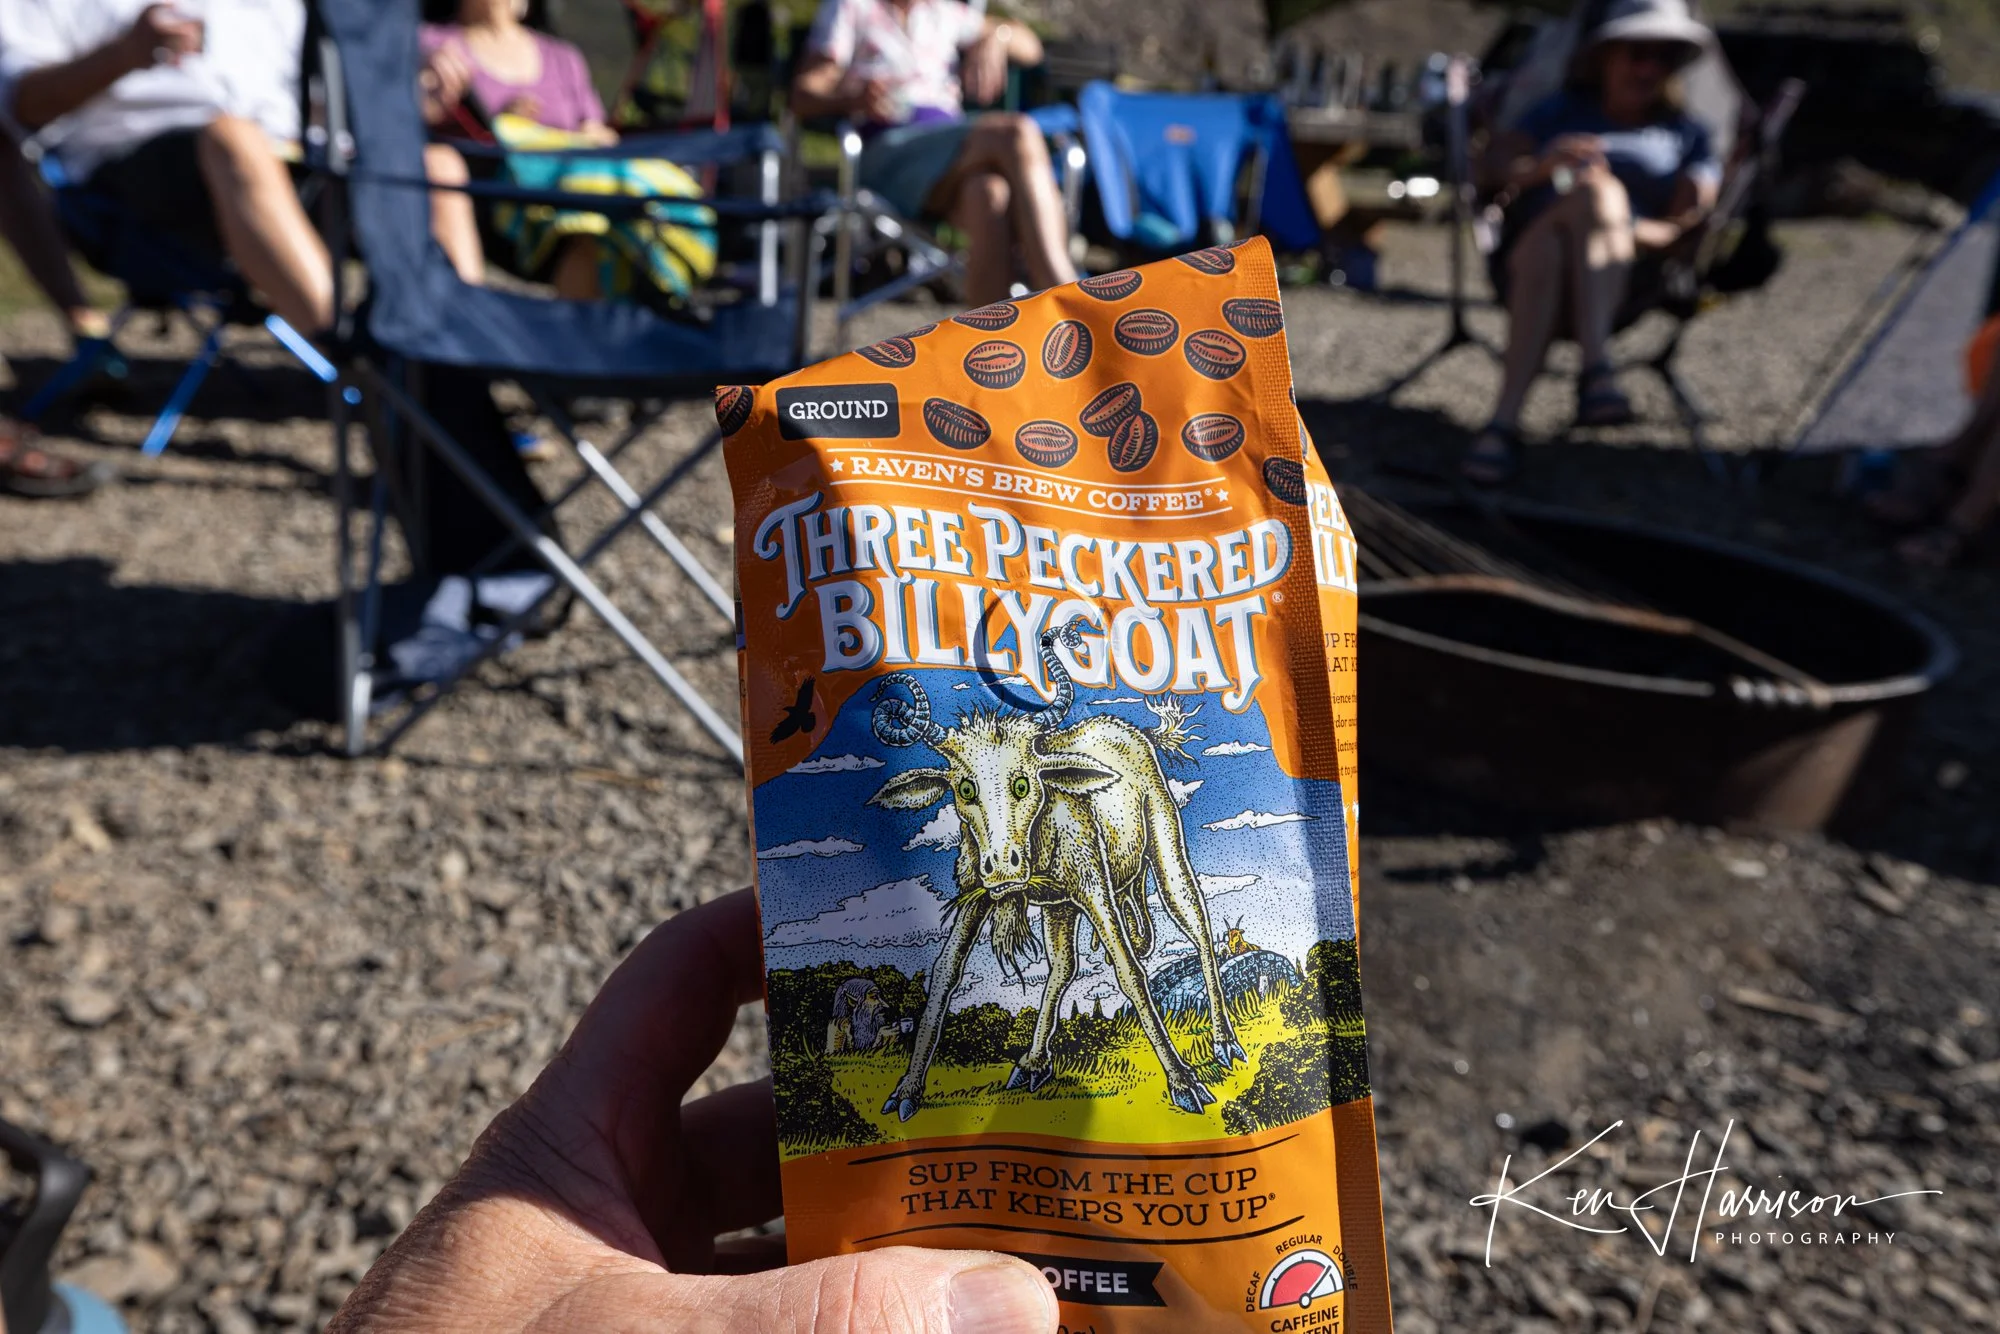 GROUND
RAVEN'S BREW COFFEE®
THREE PECKERED
BILLYGOAT®
SUP FROM THE CUP
THAT KEEPS YOU UP®
REGULAR
DECAF
DOUBLE
CAFFEINE
Ken Harrison
PHOTOGRAPHY